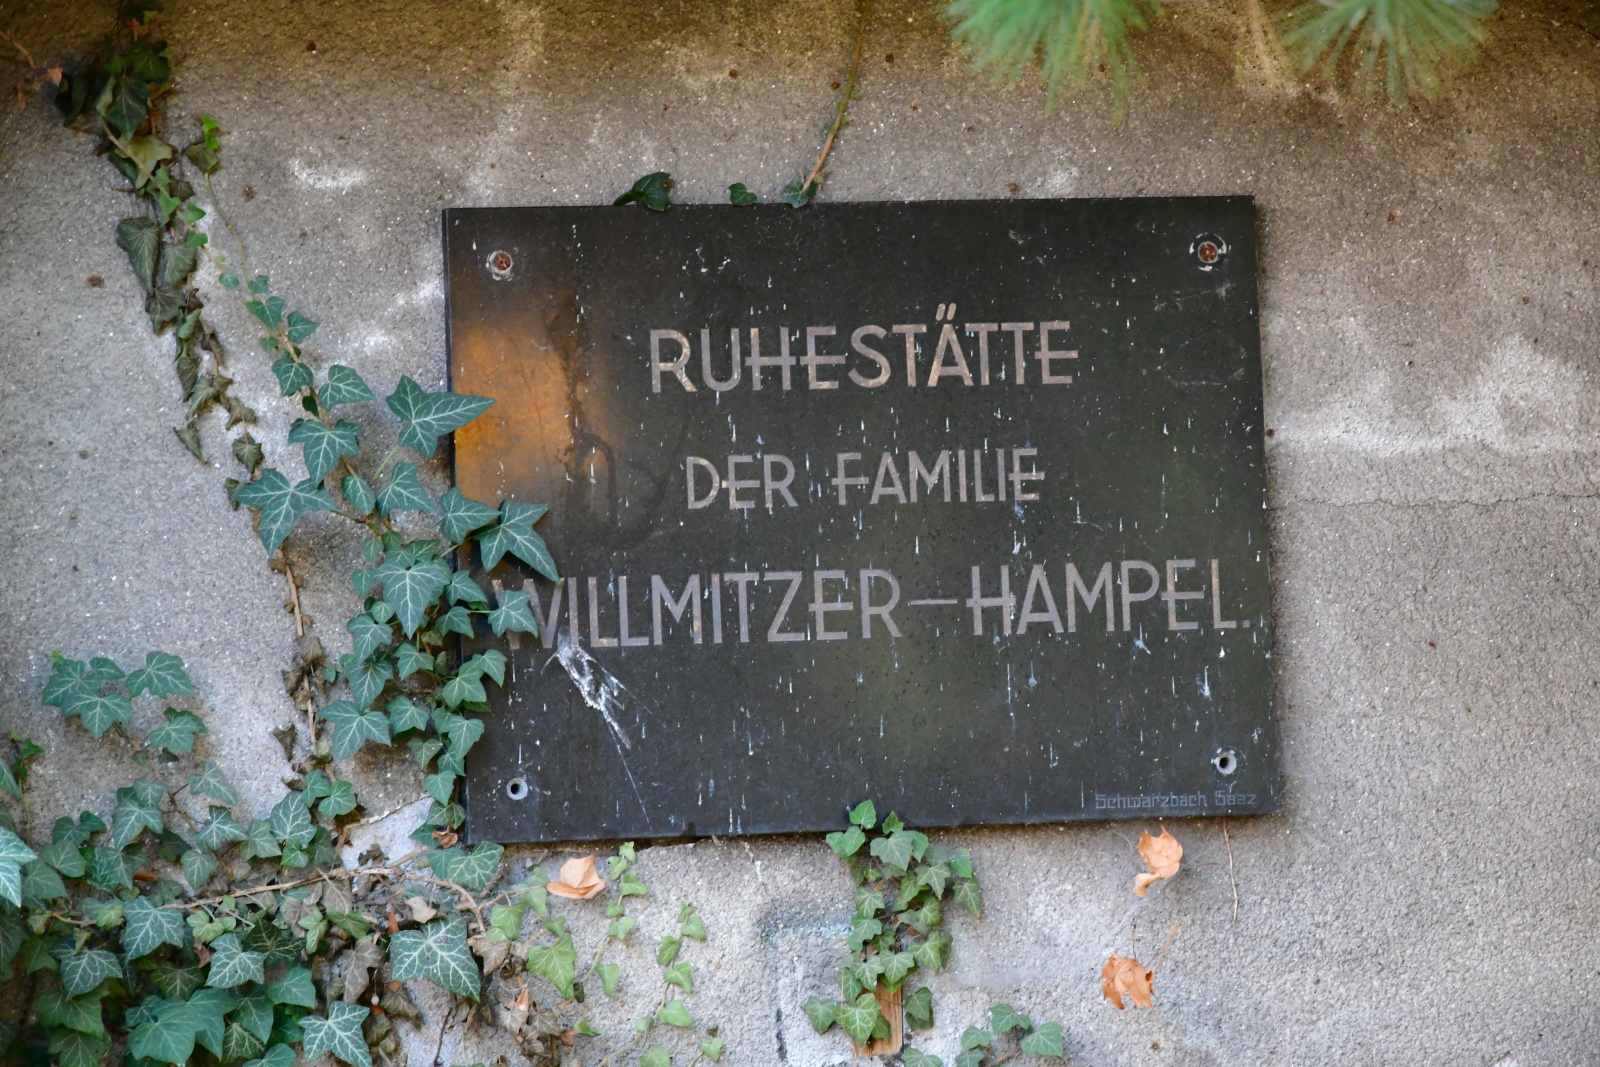 RUHESTÄTTE
DER FAMILIE
WILLMITZER – HAMPEL.
Schwarzbach Saaz